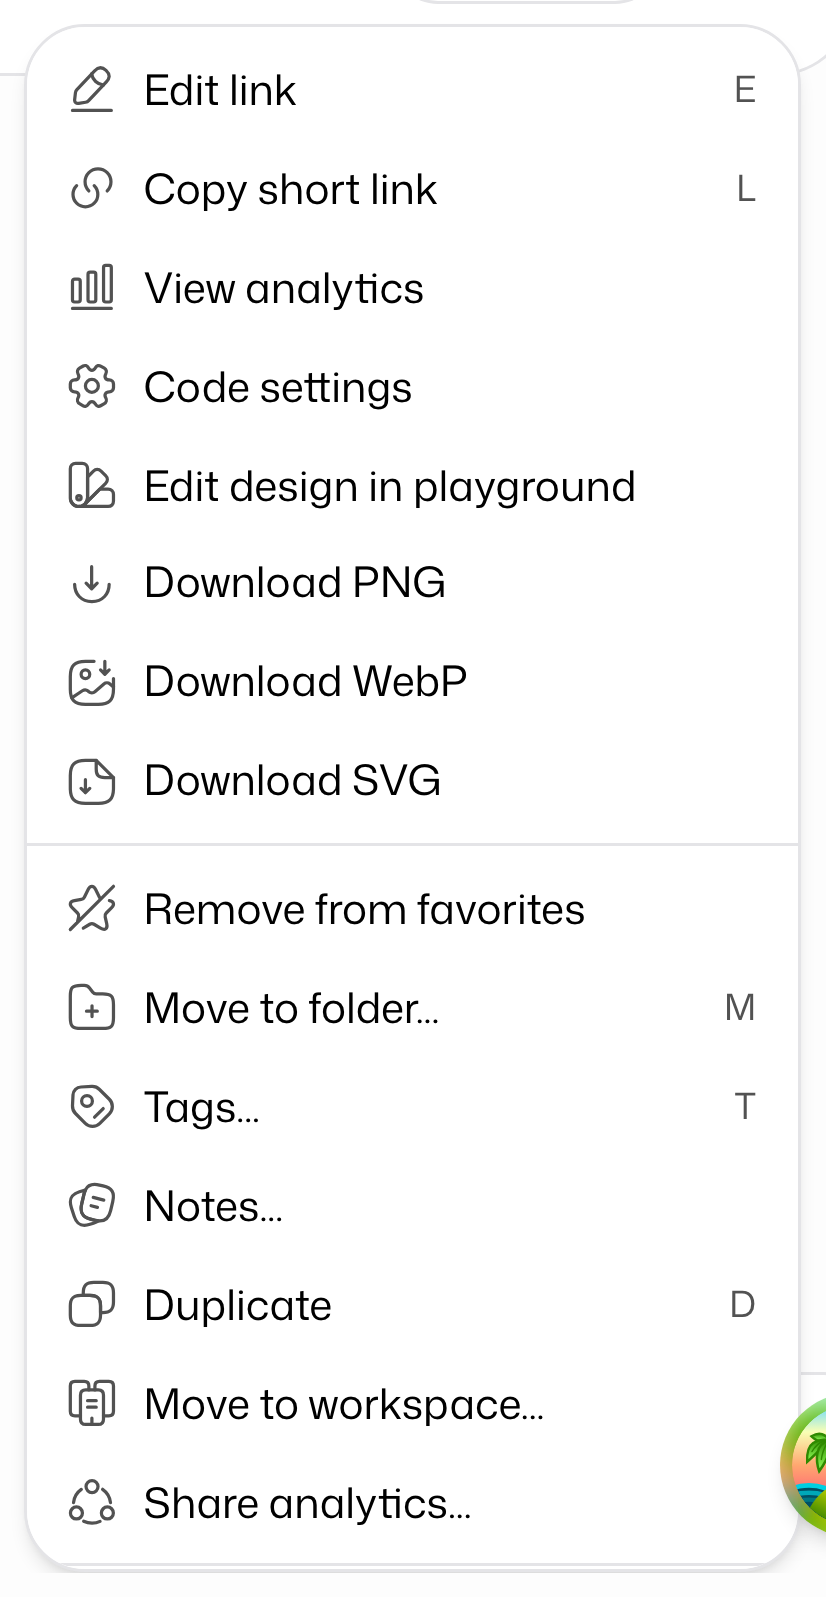 Edit link E
Copy short link L
View analytics
Code settings
Edit design in playground
Download PNG
Download WebP
Download SVG
Remove from favorites
Move to folder... M
Tags... T
Notes...
Duplicate D
Move to workspace...
Share analytics...